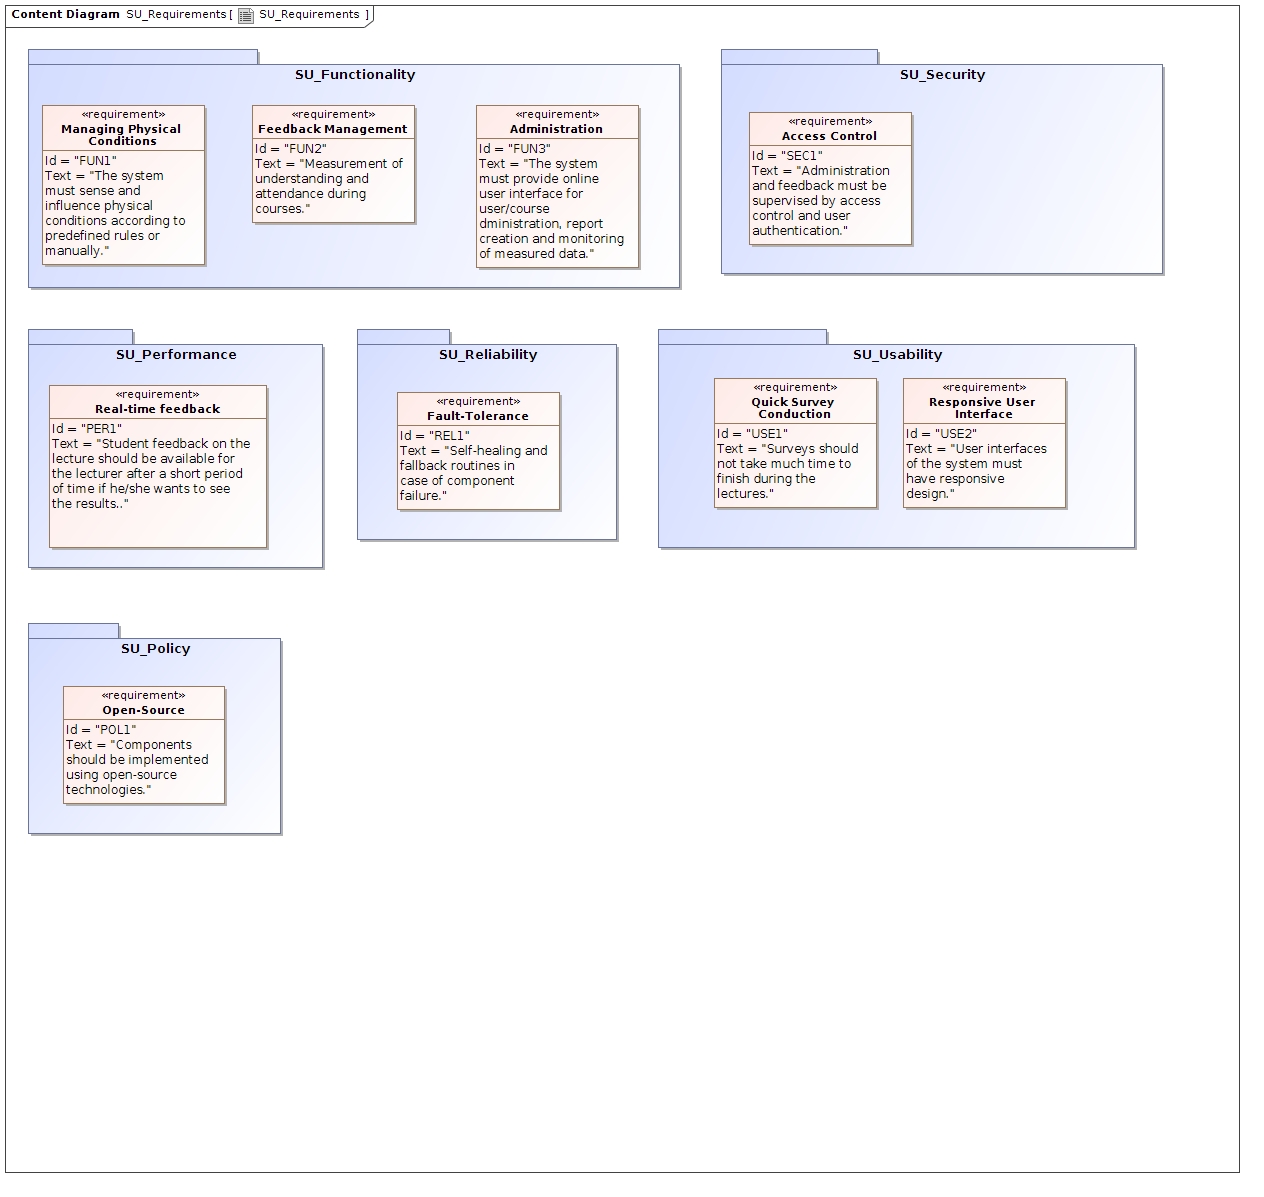 Content Diagram SU_Requirements [ SU_Requirements ]
SU_Functionality
«requirement»
Managing Physical
Conditions
Id = "FUN1"
Text = "The system
must sense and
influence physical
conditions according to
predefined rules or
manually."
«requirement»
Feedback Management
Id = "FUN2"
Text = "Measurement of
understanding and
attendance during
courses."
«requirement»
Administration
Id = "FUN3"
Text = "The system
must provide online
user interface for
user/course
dministration, report
creation and monitoring
of measured data."
SU_Security
«requirement»
Access Control
Id = "SEC1"
Text = "Administration
and feedback must be
supervised by access
control and user
authentication."
SU_Performance
«requirement»
Real-time feedback
Id = "PER1"
Text = "Student feedback on the
lecture should be available for
the lecturer after a short period
of time if he/she wants to see
the results.."
SU_Reliability
«requirement»
Fault-Tolerance
Id = "REL1"
Text = "Self-healing and
fallback routines in
case of component
failure."
SU_Usability
«requirement»
Quick Survey
Conduction
Id = "USE1"
Text = "Surveys should
not take much time to
finish during the
lectures."
«requirement»
Responsive User
Interface
Id = "USE2"
Text = "User interfaces
of the system must
have responsive
design."
SU_Policy
«requirement»
Open-Source
Id = "POL1"
Text = "Components
should be implemented
using open-source
technologies."